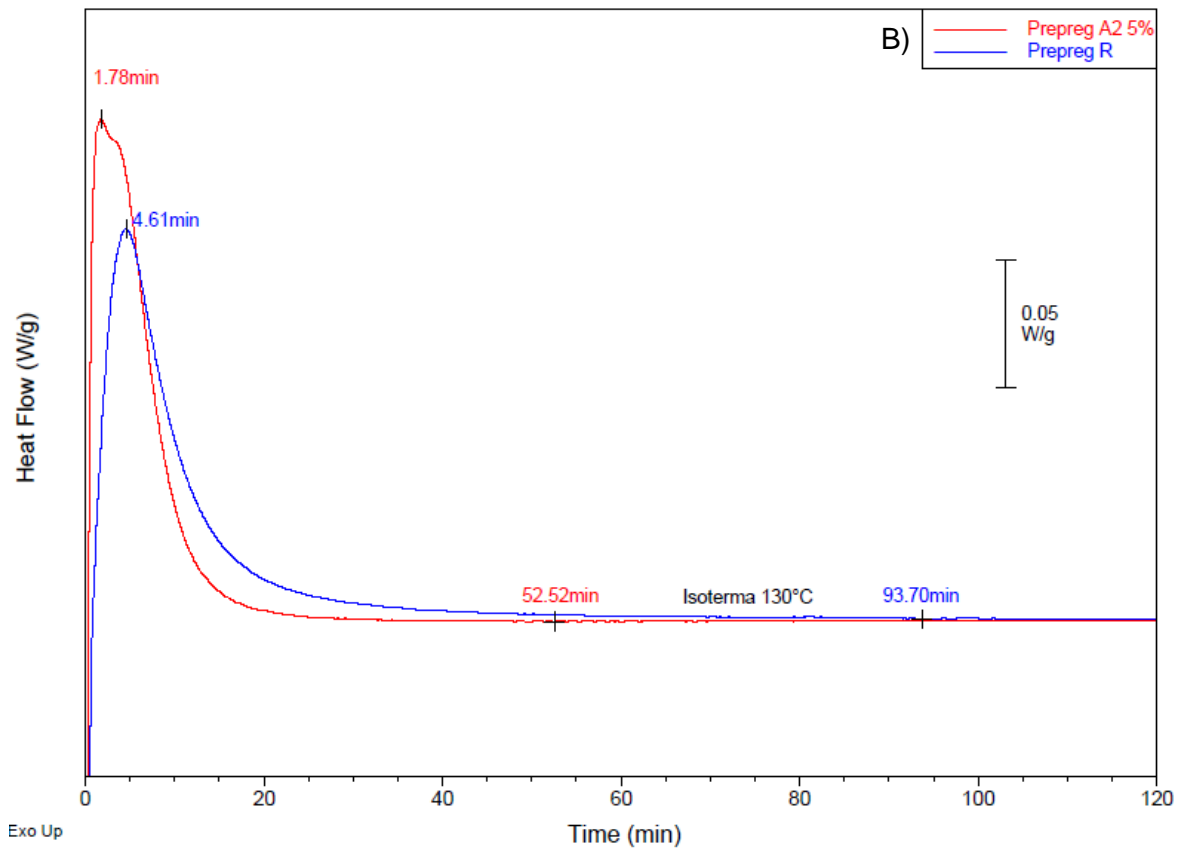 B)
Prepreg A2 5%
Prepreg R
1.78min
4.61min
0.05
W/g
Heat Flow (W/g)
52.52min
Isoterma 130°C
93.70min
0
20
40
60
80
100
120
Exo Up
Time (min)